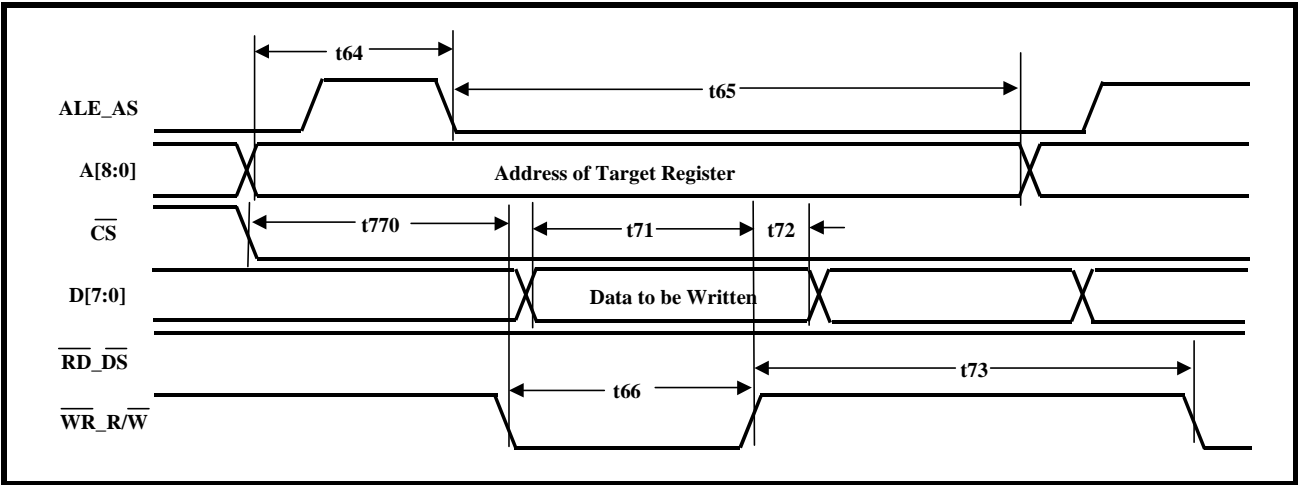 t64
ALE_AS
t65
A[8:0]
Address of Target Register
CS
t770
t71
t72
D[7:0]
Data to be Written
RD_DS
t73
t66
WR_R/W